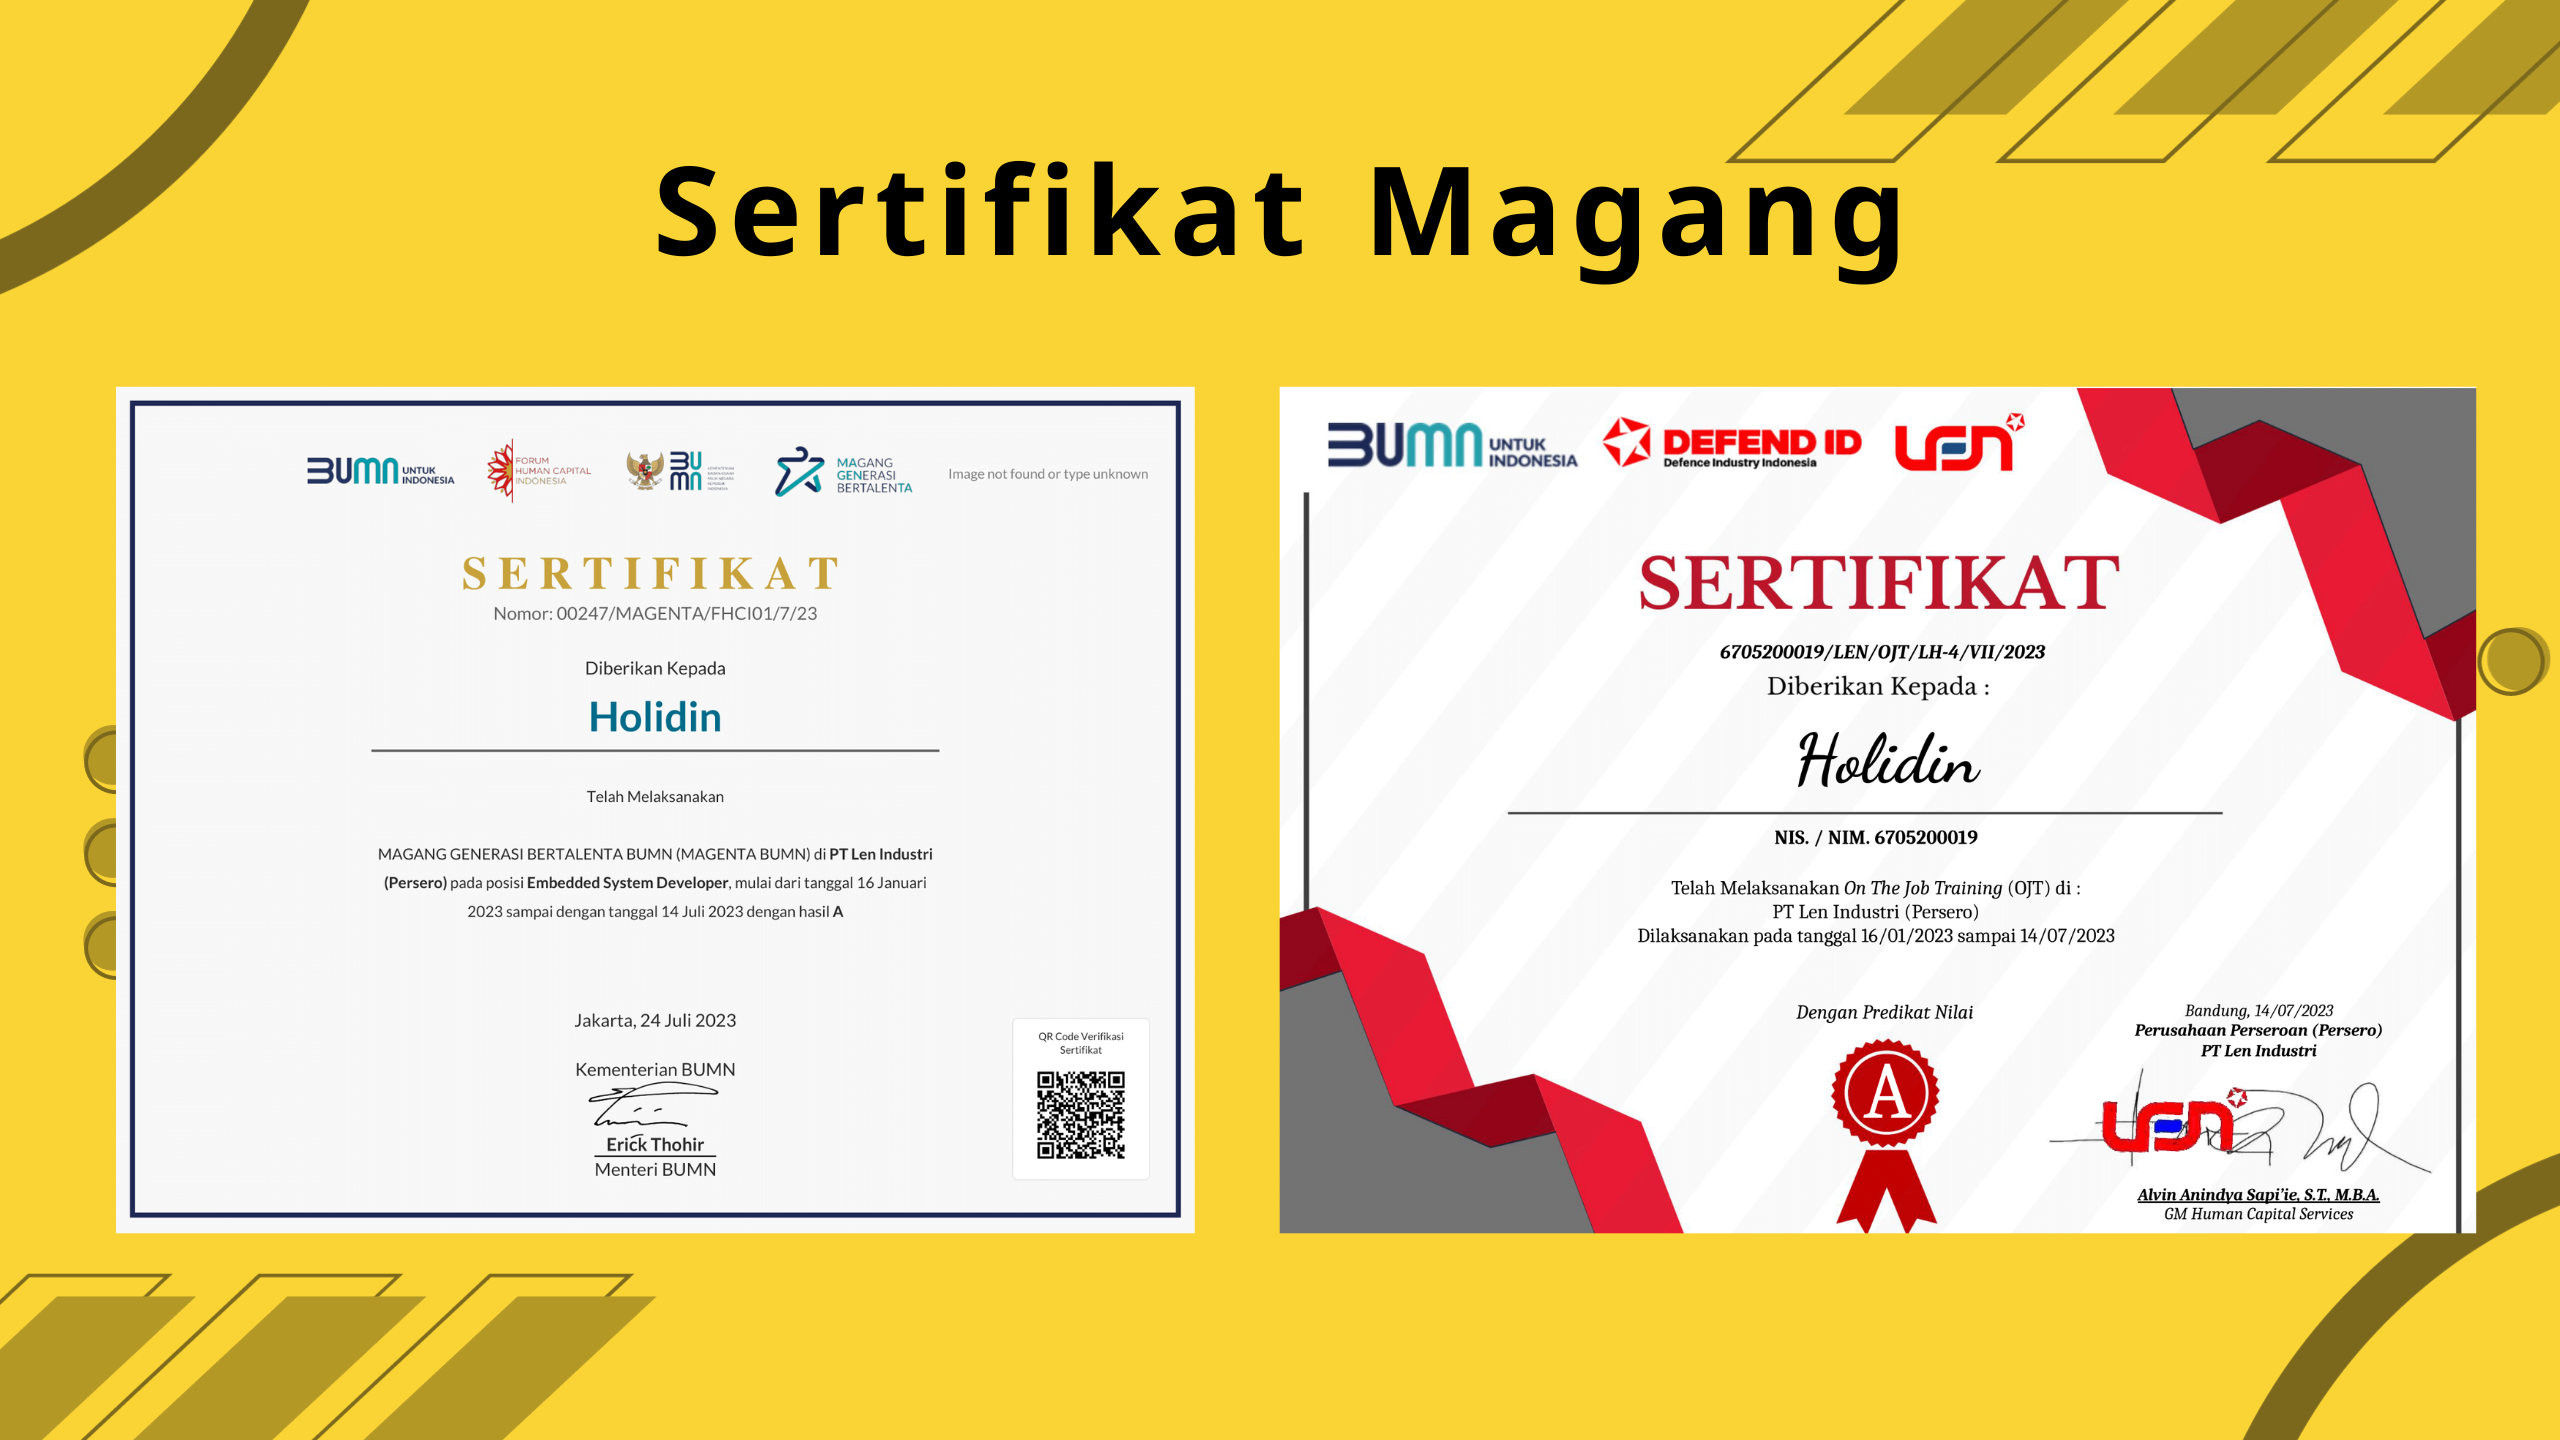 Sertifikat Magang
BUMN UNTUK INDONESIA
FORUM HUMAN CAPITAL INDONESIA
BUMN
MAGANG GENERASI BERTALENTA
Image not found or type unknown
SERTIFIKAT
Nomor: 00247/MAGENTA/FHCI01/7/23
Diberikan Kepada
Holidin
Telah Melaksanakan
MAGANG GENERASI BERTALENTA BUMN (MAGENTA BUMN) di PT Len Industri
(Persero) pada posisi Embedded System Developer, mulai dari tanggal 16 Januari
2023 sampai dengan tanggal 14 Juli 2023 dengan hasil A
Jakarta, 24 Juli 2023
Kementerian BUMN
Erick Thohir
Menteri BUMN
QR Code Verifikasi
Sertifikat
BUMN UNTUK INDONESIA
DEFEND ID
Defence Industry Indonesia
Len
SERTIFIKAT
6705200019/LEN/OJT/LH-4/VII/2023
Diberikan Kepada :
Holidin
NIS. / NIM. 6705200019
Telah Melaksanakan On The Job Training (OJT) di :
PT Len Industri (Persero)
Dilaksanakan pada tanggal 16/01/2023 sampai 14/07/2023
Dengan Predikat Nilai
A
Bandung, 14/07/2023
Perusahaan Perseroan (Persero)
PT Len Industri
Len
Alvin Anindya Sapi'ie, S.T., M.B.A.
GM Human Capital Services